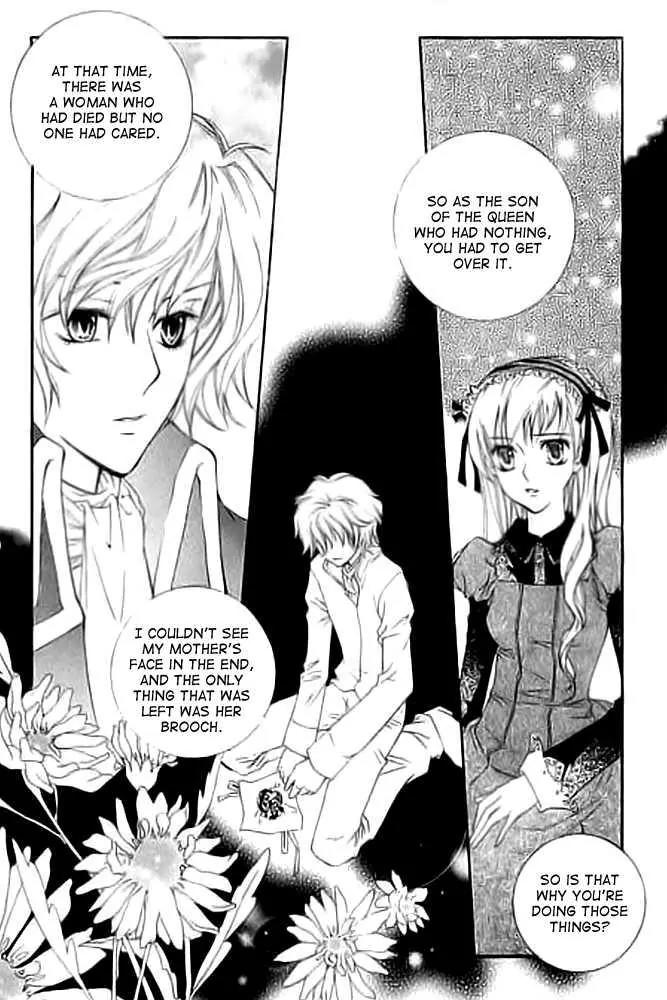 AT THAT TIME,
THERE WAS
A WOMAN WHO
HAD DIED BUT NO
ONE HAD CARED.
SO AS THE SON
OF THE QUEEN
WHO HAD NOTHING,
YOU HAD TO GET
OVER IT.
I COULDN'T SEE
MY MOTHER'S
FACE IN THE END,
AND THE ONLY
THING THAT WAS
LEFT WAS HER
BROOCH.
SO IS THAT
WHY YOU'RE
DOING THOSE
THINGS?